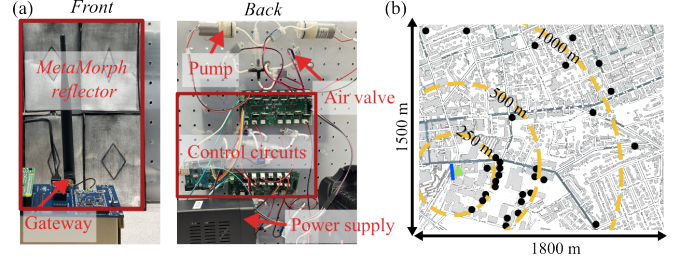 (a)
Front
MetaMorph
reflector
Gateway
Back
Pump
Air valve
Control circuits
Power supply
(b)
1000 m
500 m
250 m
1500 m
1800 m